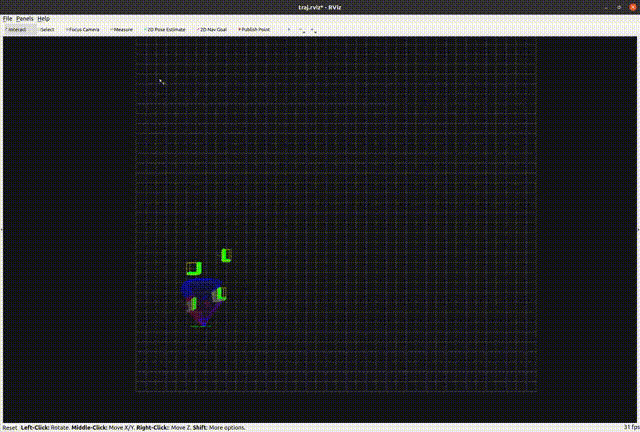 traj.rviz* - RViz
File Panels Help
Interact Select Focus Camera Measure 2D Pose Estimate 2D Nav Goal Publish Point
Reset Left-Click: Rotate. Middle-Click: Move X/Y. Right-Click: Move Z. Shift: More options. 31 fps